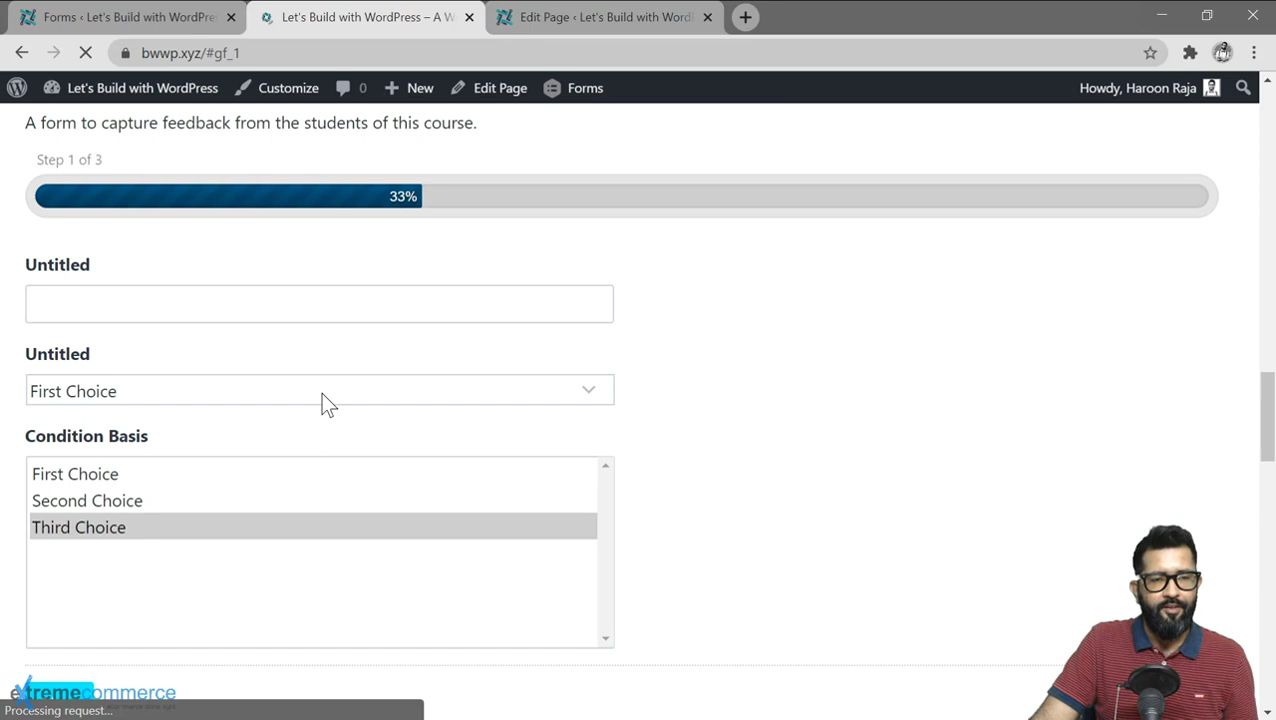 Forms < Let's Build with WordPre
Let's Build with WordPress – A W
Edit Page < Let's Build with Word
bwwp.xyz/#gf_1
Let's Build with WordPress
Customize
0
New
Edit Page
Forms
Howdy, Haroon Raja
A form to capture feedback from the students of this course.
Step 1 of 3
33%
Untitled
Untitled
First Choice
Condition Basis
First Choice
Second Choice
Third Choice
extremecommerce
Processing request...